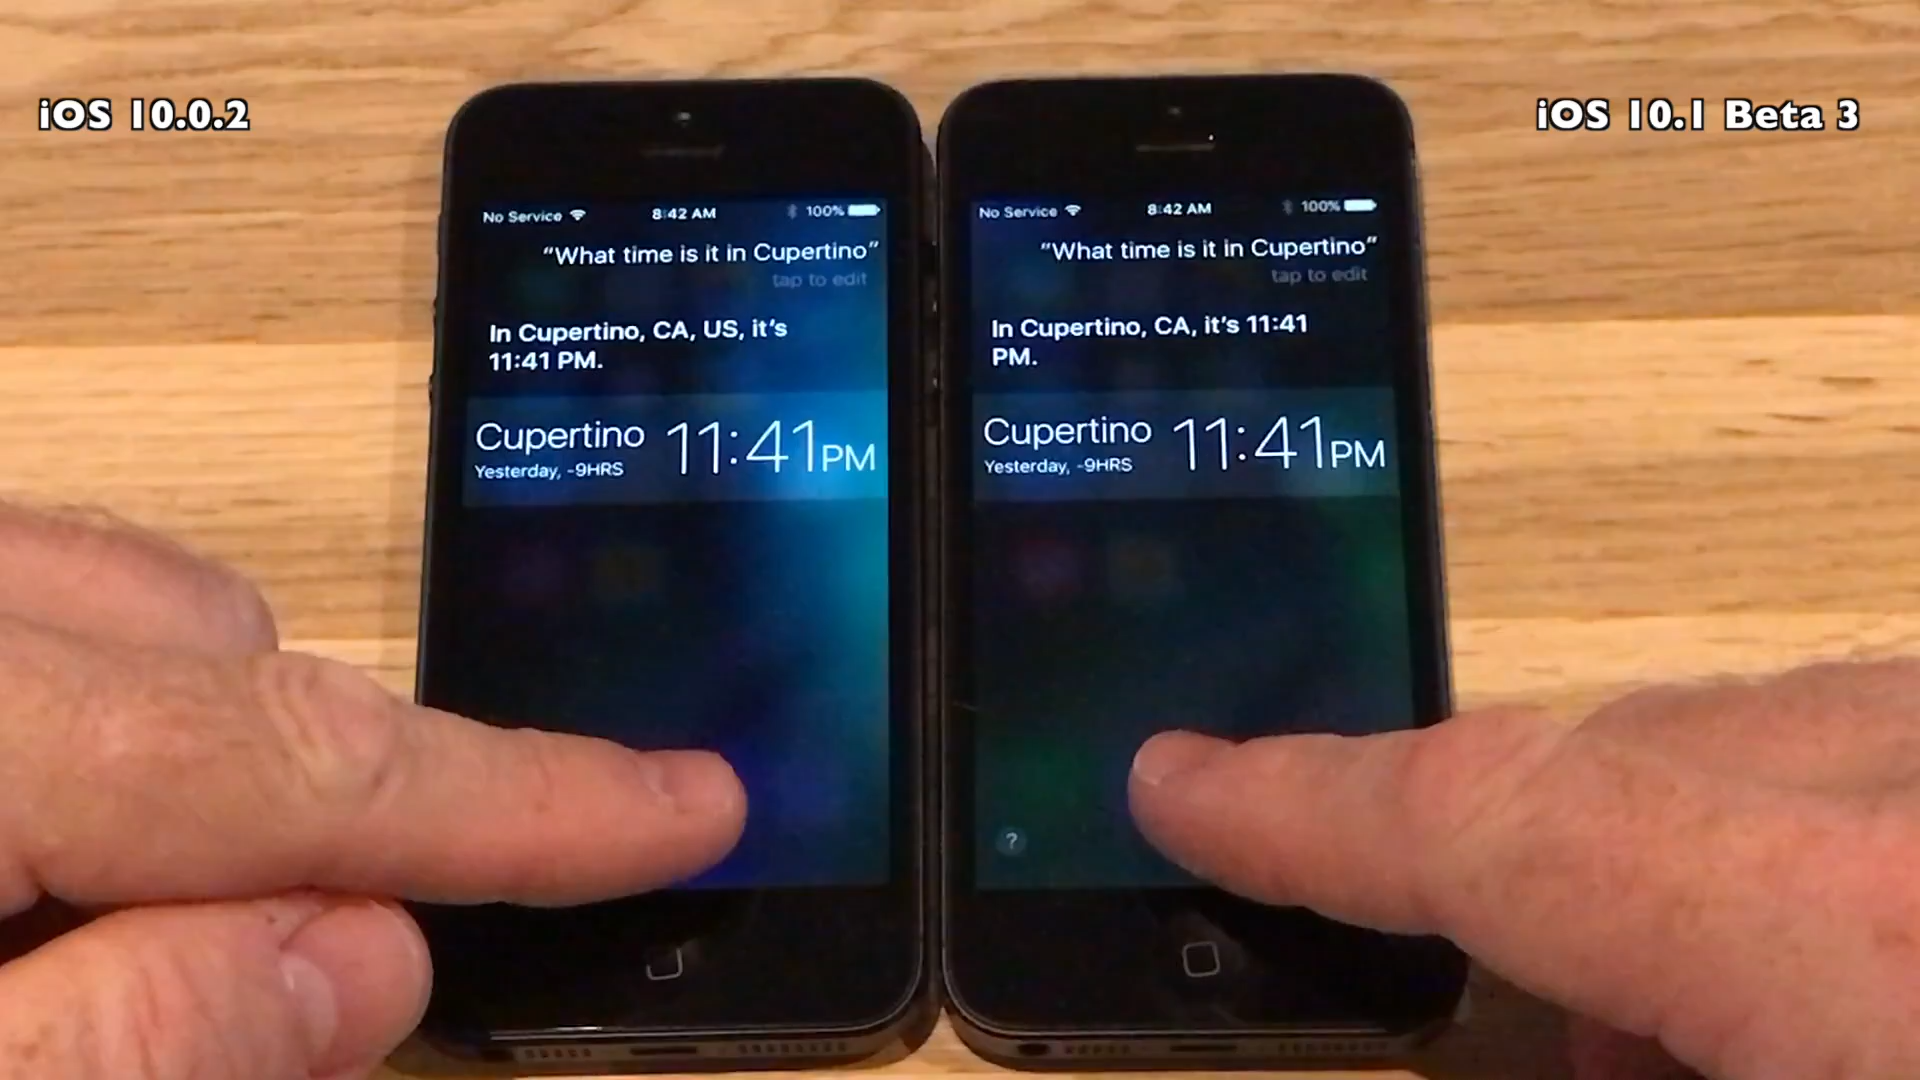 iOS 10.0.2
iOS 10.1 Beta 3
No Service 8:42 AM 100%
“What time is it in Cupertino”
tap to edit
In Cupertino, CA, US, it’s
11:41 PM.
Cupertino 11:41PM
Yesterday, -9HRS
No Service 8:42 AM 100%
“What time is it in Cupertino”
tap to edit
In Cupertino, CA, it’s 11:41
PM.
Cupertino 11:41PM
Yesterday, -9HRS
?